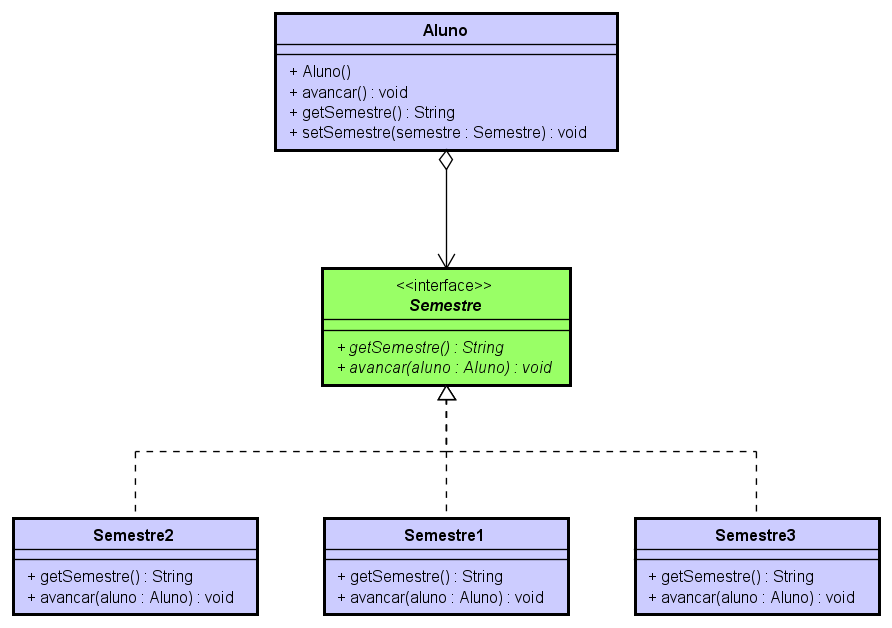 Aluno
+ Aluno()
+ avancar() : void
+ getSemestre() : String
+ setSemestre(semestre : Semestre) : void
<<interface>>
Semestre
+ getSemestre() : String
+ avancar(aluno : Aluno) : void
Semestre2
+ getSemestre() : String
+ avancar(aluno : Aluno) : void
Semestre1
+ getSemestre() : String
+ avancar(aluno : Aluno) : void
Semestre3
+ getSemestre() : String
+ avancar(aluno : Aluno) : void